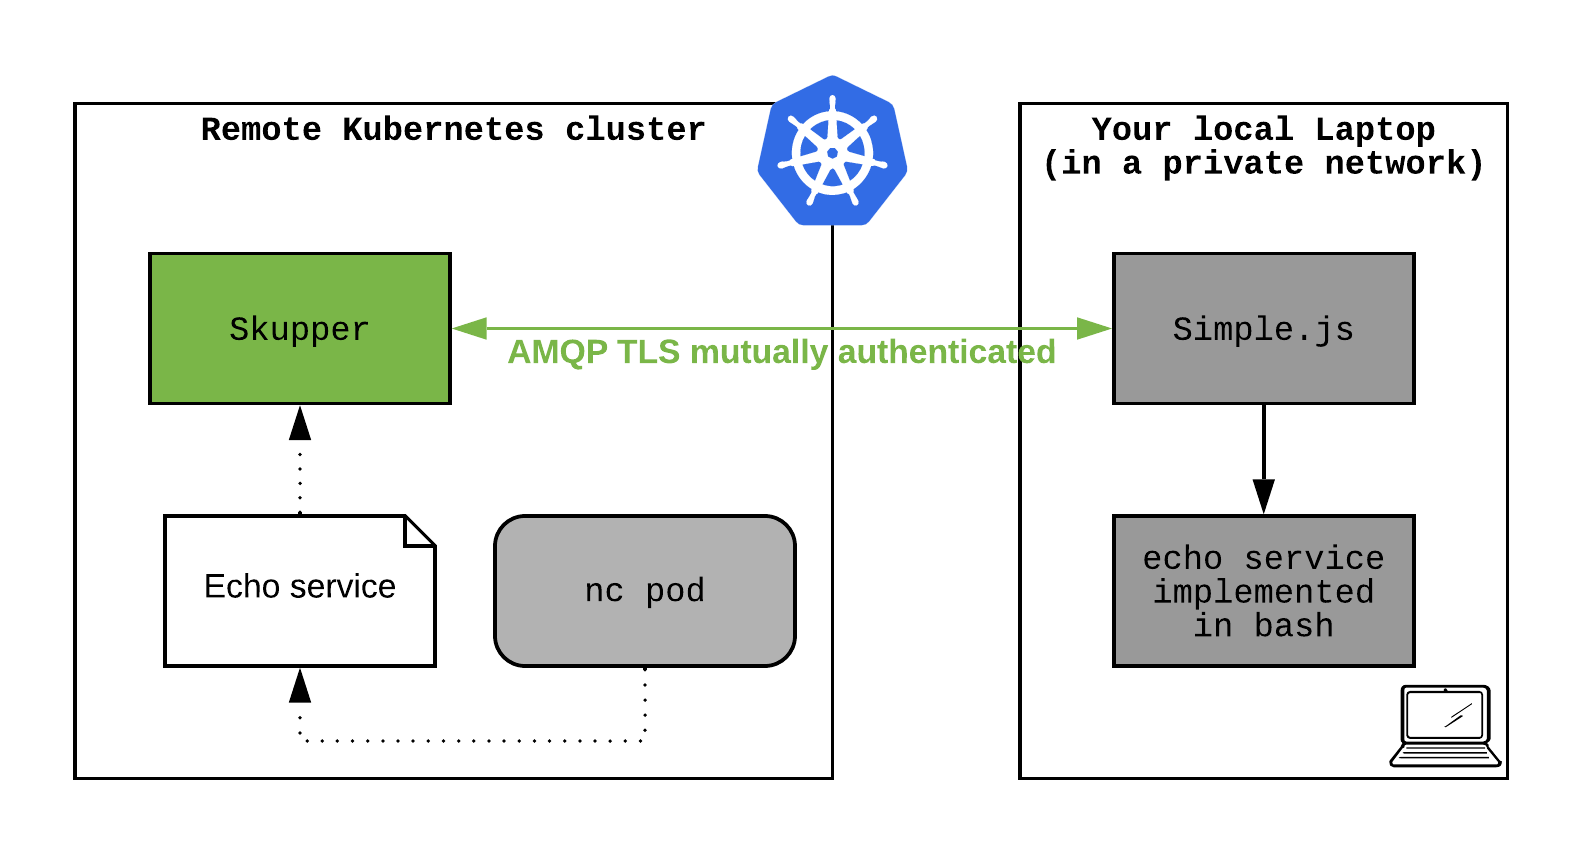 Remote Kubernetes cluster
Your local Laptop
(in a private network)
Skupper
AMQP TLS mutually authenticated
Simple.js
Echo service
nc pod
echo service
implemented
in bash